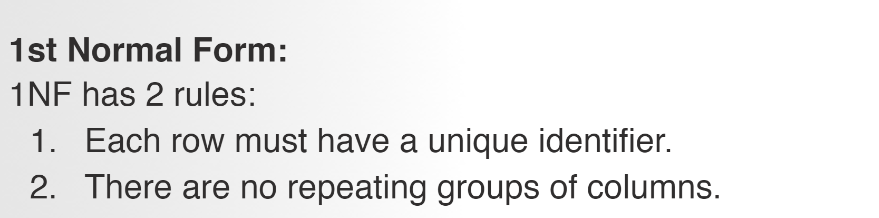 1st Normal Form:
1NF has 2 rules:
1. Each row must have a unique identifier.
2. There are no repeating groups of columns.